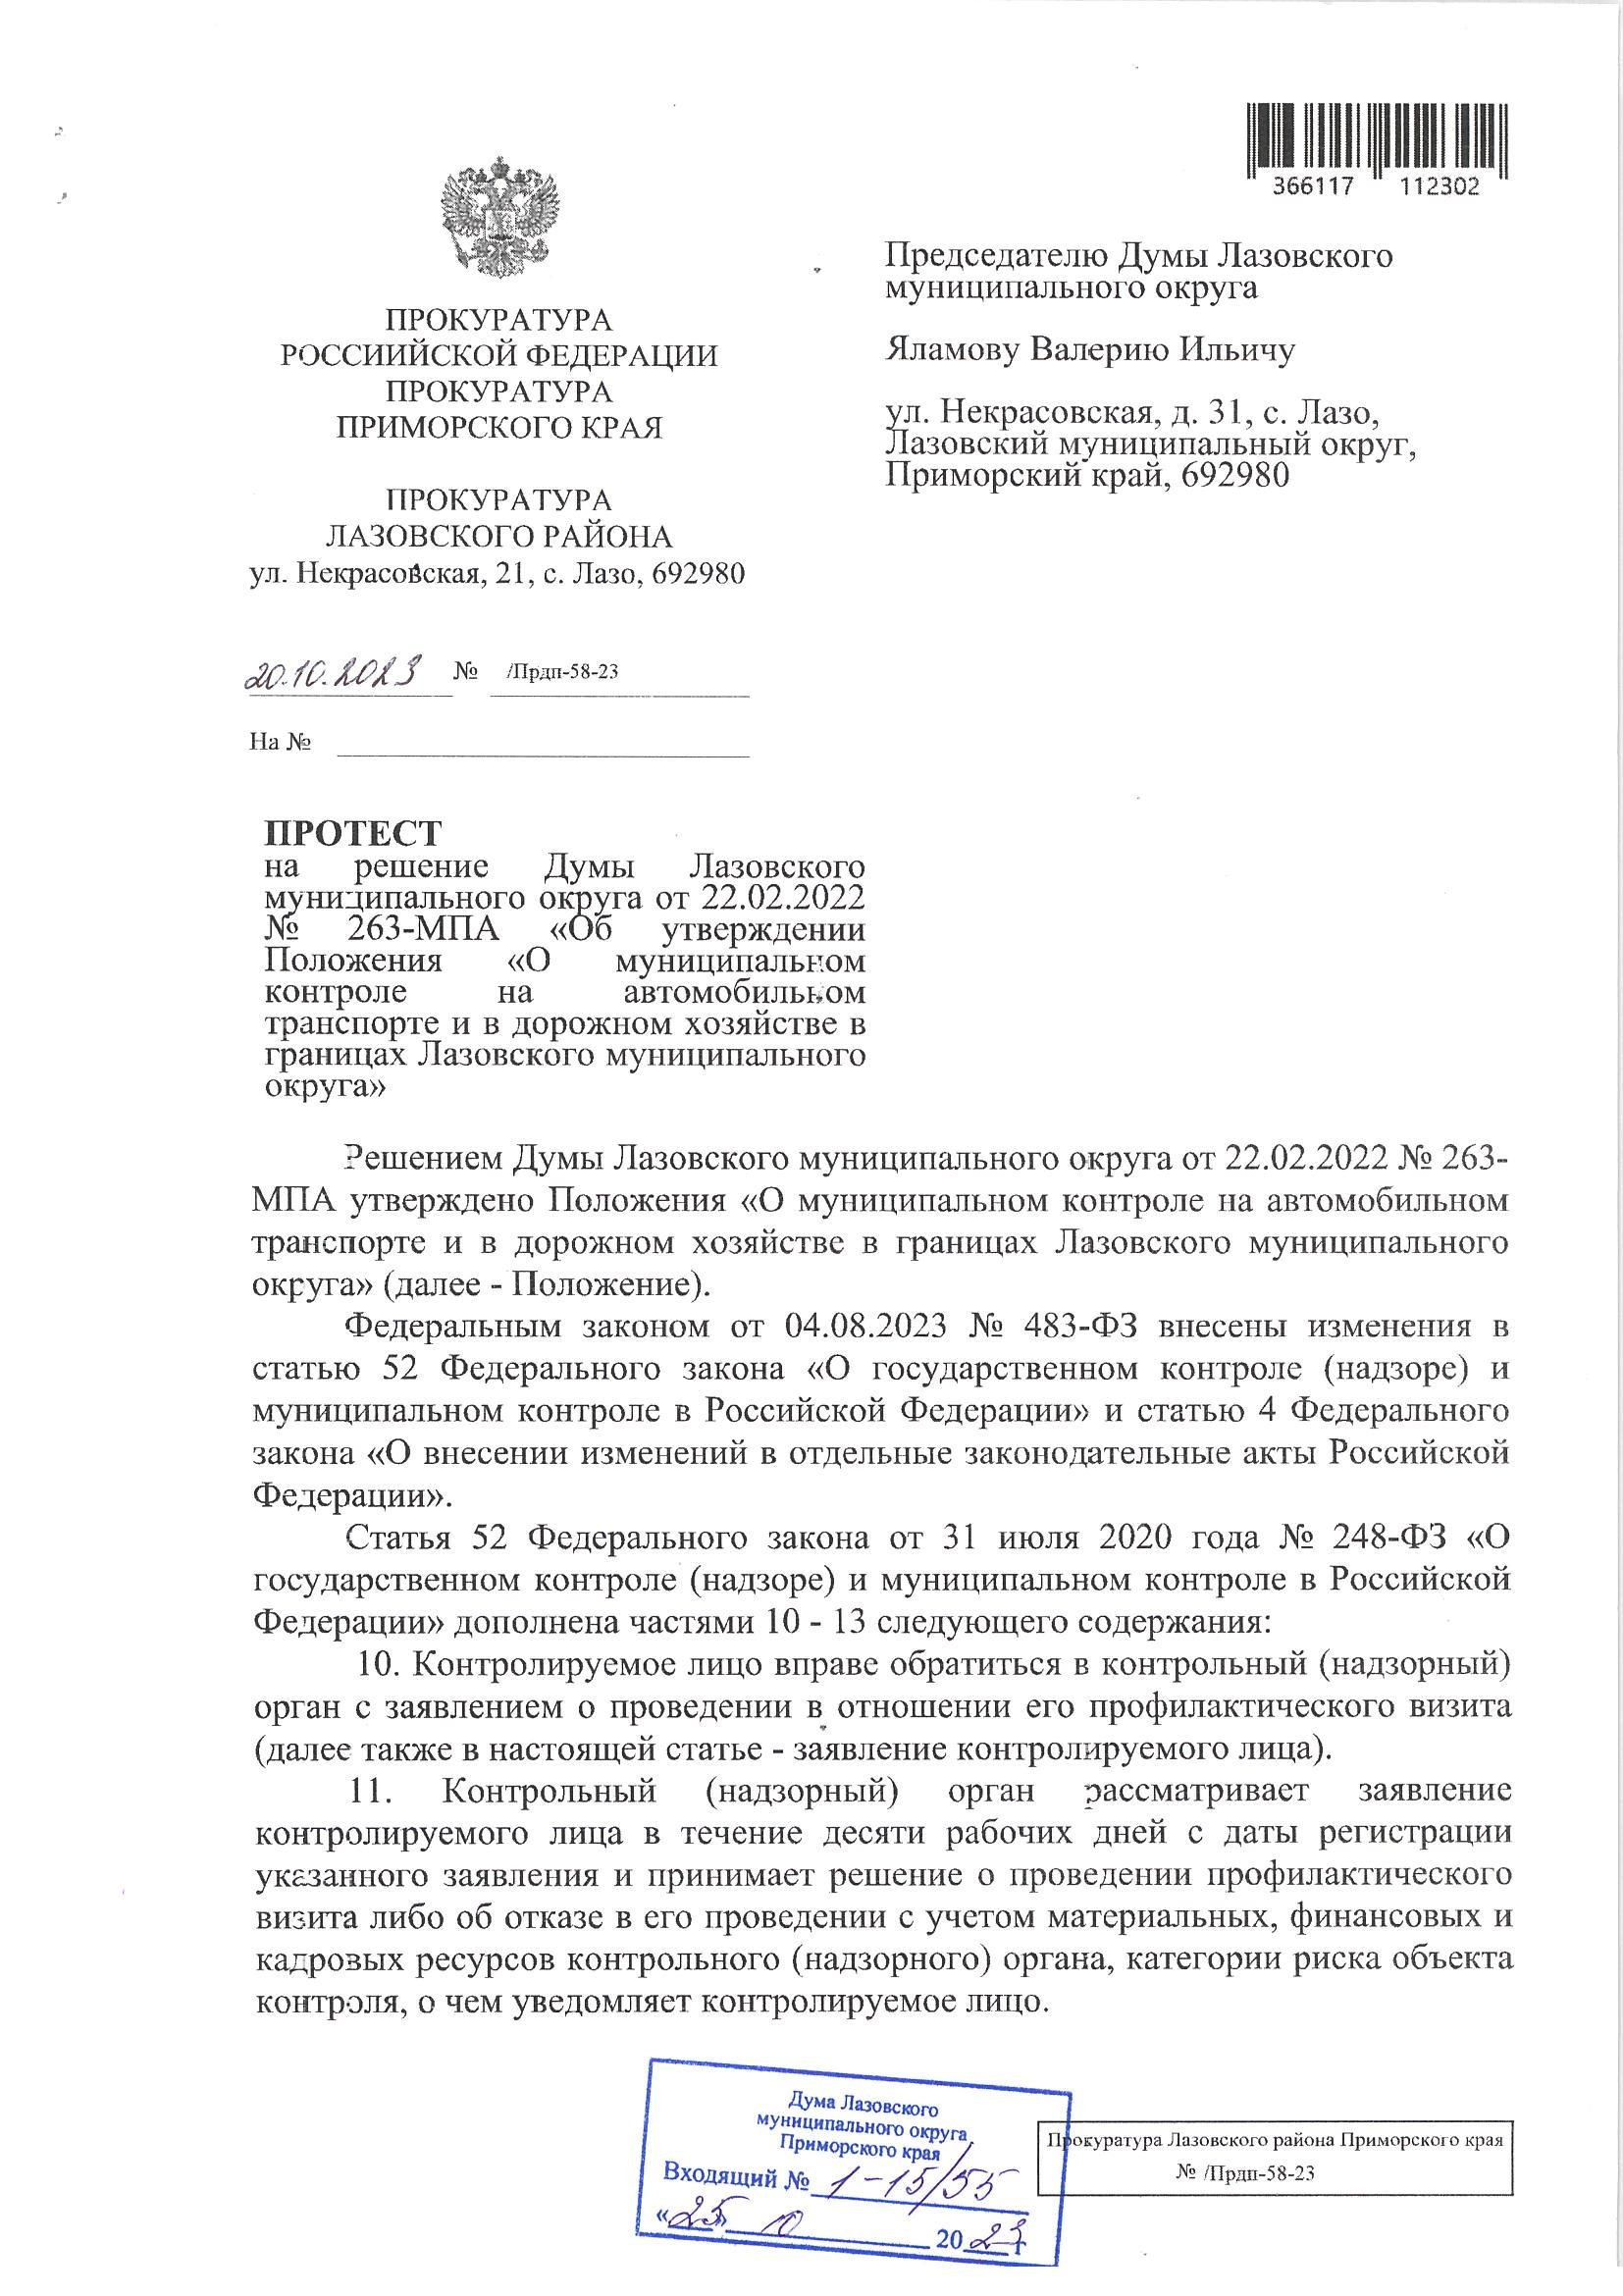 366117 112302
ПРОКУРАТУРА
РОССИИЙСКОЙ ФЕДЕРАЦИИ
ПРОКУРАТУРА
ПРИМОРСКОГО КРАЯ
ПРОКУРАТУРА
ЛАЗОВСКОГО РАЙОНА
ул. Некрасовская, 21, с. Лазо, 692980
20.10.2023 № /Прдп-58-23
На №
Председателю Думы Лазовского
муниципального округа
Яламову Валерию Ильичу
ул. Некрасовская, д. 31, с. Лазо,
Лазовский муниципальный округ,
Приморский край, 692980
ПРОТЕСТ
на решение Думы Лазовского
муниципального округа от 22.02.2022
№ 263-МПА «Об утверждении
Положения «О муниципальном
контроле на автомобильном
транспорте и в дорожном хозяйстве в
границах Лазовского муниципального
округа»
Решением Думы Лазовского муниципального округа от 22.02.2022 № 263-
МПА утверждено Положения «О муниципальном контроле на автомобильном
транспорте и в дорожном хозяйстве в границах Лазовского муниципального
округа» (далее - Положение).
Федеральным законом от 04.08.2023 № 483-ФЗ внесены изменения в
статью 52 Федерального закона «О государственном контроле (надзоре) и
муниципальном контроле в Российской Федерации» и статью 4 Федерального
закона «О внесении изменений в отдельные законодательные акты Российской
Федерации».
Статья 52 Федерального закона от 31 июля 2020 года № 248-ФЗ «О
государственном контроле (надзоре) и муниципальном контроле в Российской
Федерации» дополнена частями 10 - 13 следующего содержания:
10. Контролируемое лицо вправе обратиться в контрольный (надзорный)
орган с заявлением о проведении в отношении его профилактического визита
(далее также в настоящей статье - заявление контролируемого лица).
11. Контрольный (надзорный) орган рассматривает заявление
контролируемого лица в течение десяти рабочих дней с даты регистрации
указанного заявления и принимает решение о проведении профилактического
визита либо об отказе в его проведении с учетом материальных, финансовых и
кадровых ресурсов контрольного (надзорного) органа, категории риска объекта
контроля, о чем уведомляет контролируемое лицо.
Дума Лазовского
муниципального округа
Приморского края
Входящий № 1-15/55
«25» 10 2023 г
Прокуратура Лазовского района Приморского края
№ /Прдп-58-23